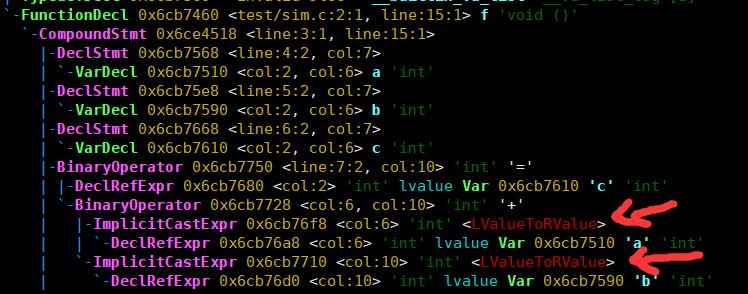 `-FunctionDecl 0x6cb7460 <test/sim.c:2:1, line:15:1> f 'void ()'
`-CompoundStmt 0x6ce4518 <line:3:1, line:15:1>
|-DeclStmt 0x6cb7568 <line:4:2, col:7>
| `-VarDecl 0x6cb7510 <col:2, col:6> a 'int'
|-DeclStmt 0x6cb75e8 <line:5:2, col:7>
| `-VarDecl 0x6cb7590 <col:2, col:6> b 'int'
|-DeclStmt 0x6cb7668 <line:6:2, col:7>
| `-VarDecl 0x6cb7610 <col:2, col:6> c 'int'
|-BinaryOperator 0x6cb7750 <line:7:2, col:10> 'int' '='
| |-DeclRefExpr 0x6cb7680 <col:2> 'int' lvalue Var 0x6cb7610 'c' 'int'
| `-BinaryOperator 0x6cb7728 <col:6, col:10> 'int' '+'
| |-ImplicitCastExpr 0x6cb76f8 <col:6> 'int' <LValueToRValue>
| | `-DeclRefExpr 0x6cb76a8 <col:6> 'int' lvalue Var 0x6cb7510 'a' 'int'
| `-ImplicitCastExpr 0x6cb7710 <col:10> 'int' <LValueToRValue>
| `-DeclRefExpr 0x6cb76d0 <col:10> 'int' lvalue Var 0x6cb7590 'b' 'int'